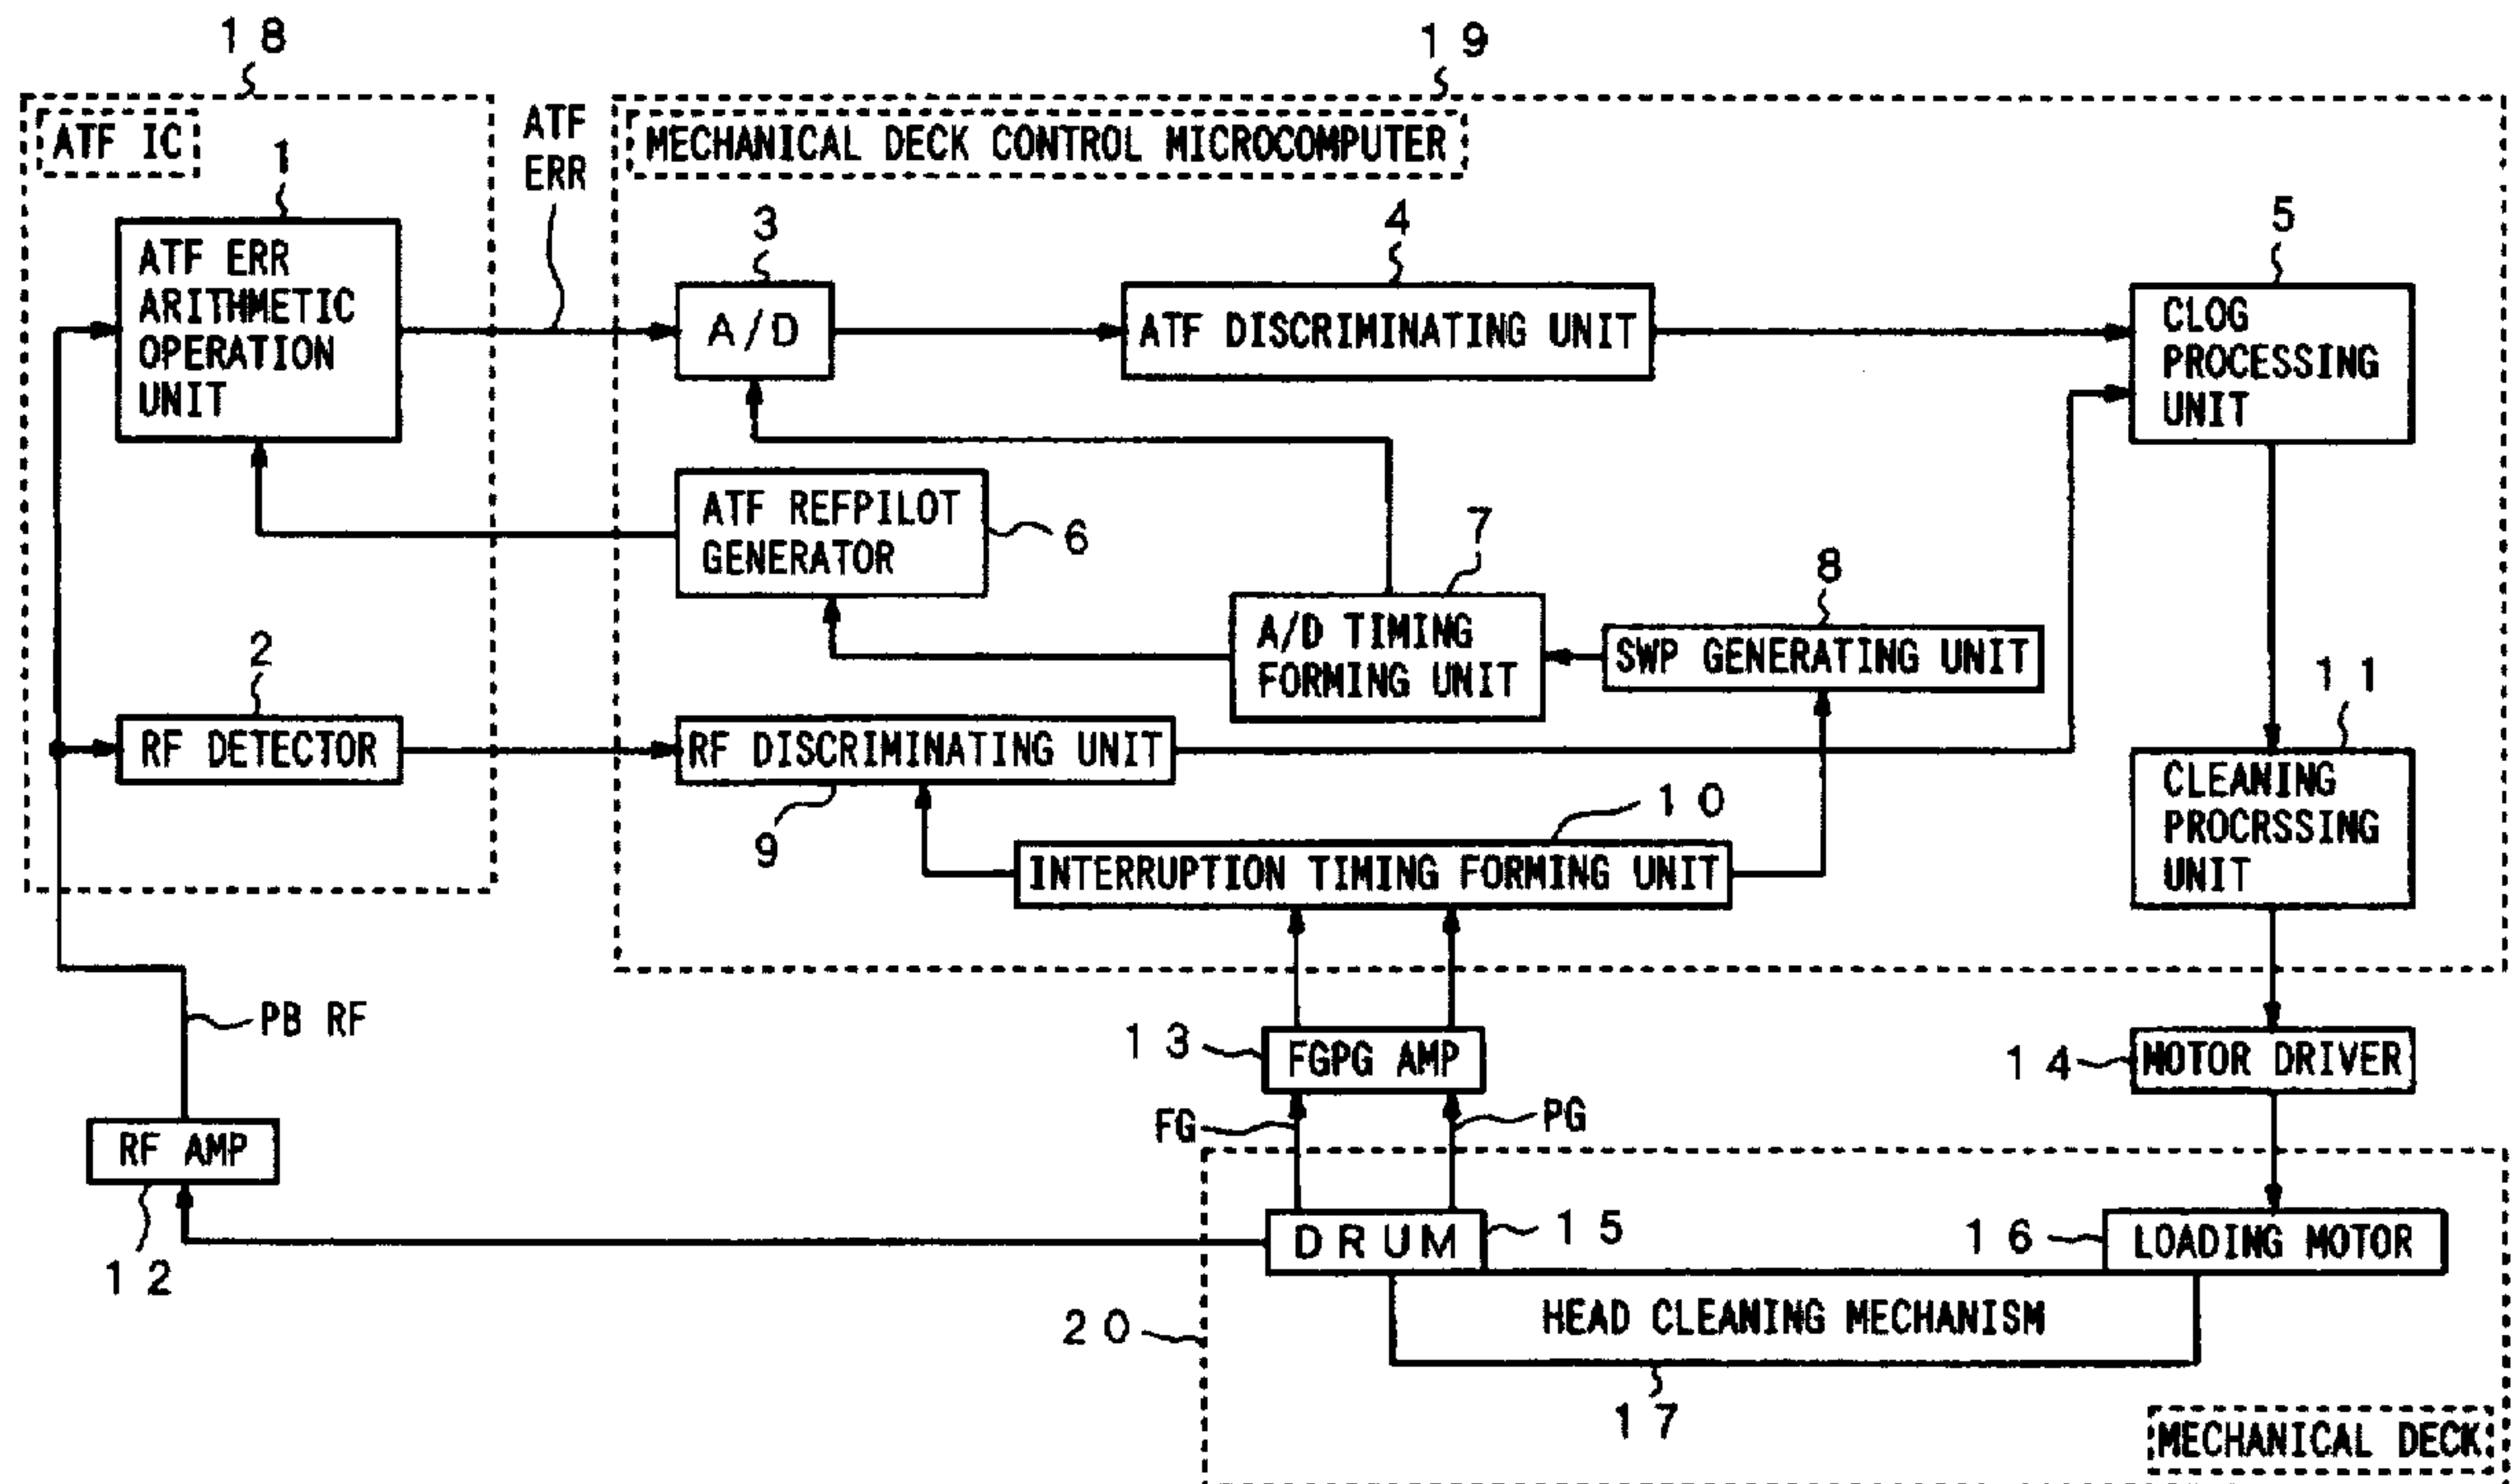 18
19
ATF IC
ATF
ERR
MECHANICAL DECK CONTROL MICROCOMPUTER
1
ATF ERR
ARITHMETIC
OPERATION
UNIT
3
A/D
4
ATF DISCRIMINATING UNIT
5
CLOG
PROCESSING
UNIT
ATF REFPILOT
GENERATOR
6
7
A/D TIMING
FORMING UNIT
8
SWP GENERATING UNIT
2
RF DETECTOR
RF DISCRIMINATING UNIT
9
10
INTERRUPTION TIMING FORMING UNIT
11
CLEANING
PROCRSSING
UNIT
PB RF
13
FGPG AMP
14
MOTOR DRIVER
FG
PG
RF AMP
12
DRUM
15
16
LOADING MOTOR
20
HEAD CLEANING MECHANISM
17
MECHANICAL DECK